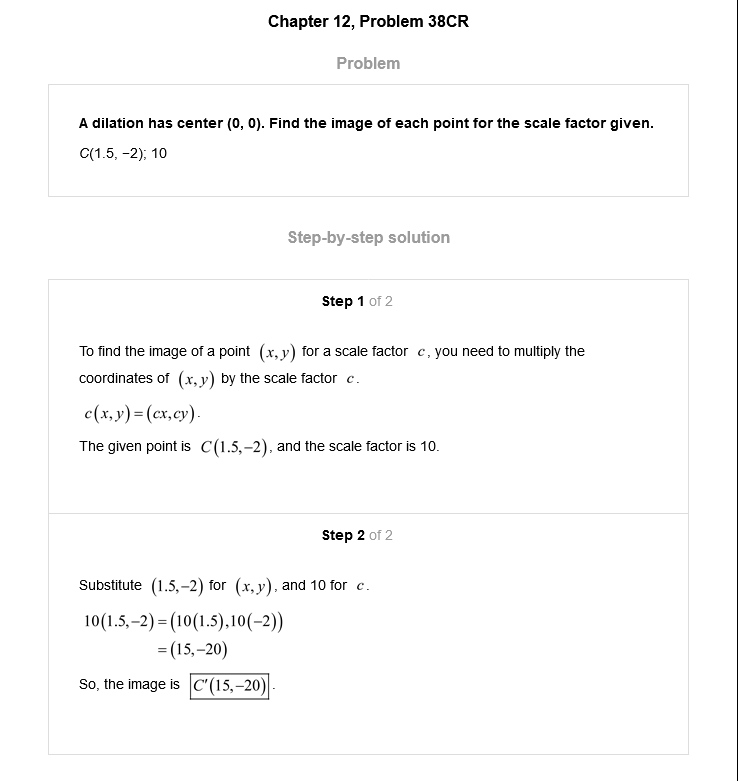 Chapter 12, Problem 38CR
Problem
A dilation has center (0, 0). Find the image of each point for the scale factor given.
C(1.5, −2); 10
Step-by-step solution
Step 1 of 2
To find the image of a point (x, y) for a scale factor c, you need to multiply the
coordinates of (x, y) by the scale factor c.
c(x, y) = (cx, cy).
The given point is C(1.5, −2), and the scale factor is 10.
Step 2 of 2
Substitute (1.5, −2) for (x, y), and 10 for c.
10(1.5, −2) = (10(1.5), 10(−2))
= (15, −20)
So, the image is C′(15, −20).